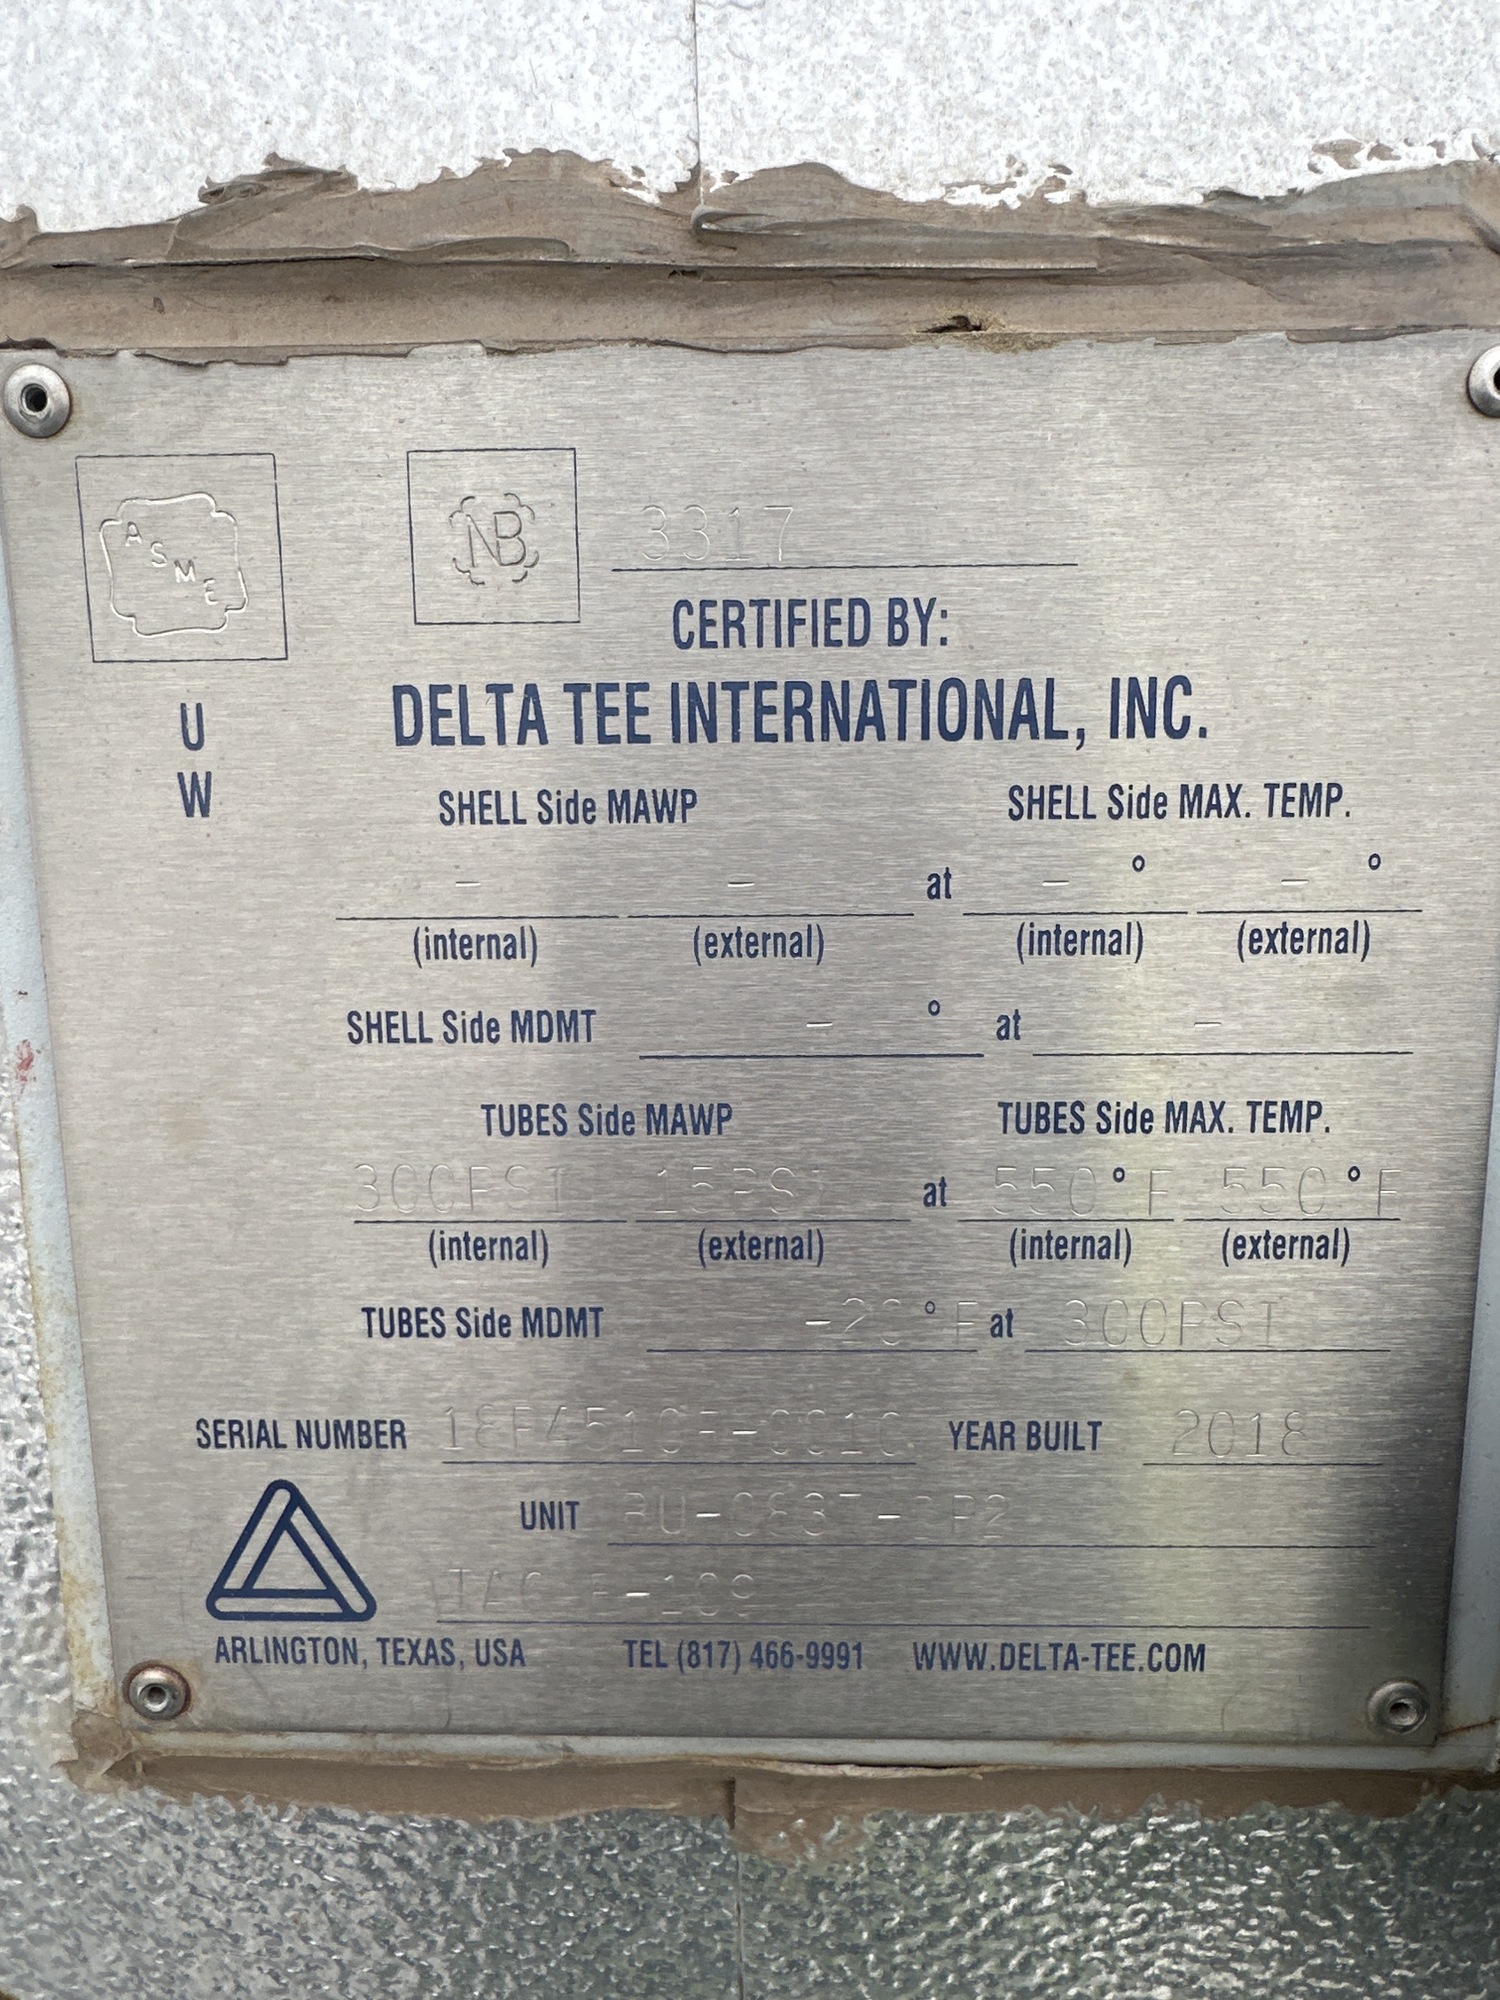 ASME
NB 3317
CERTIFIED BY:
U
DELTA TEE INTERNATIONAL, INC.
W
SHELL Side MAWP SHELL Side MAX. TEMP.
- - at - ° - °
(internal) (external) (internal) (external)
SHELL Side MDMT - ° at -
TUBES Side MAWP TUBES Side MAX. TEMP.
300PSI 15PSI at 550°F 550°F
(internal) (external) (internal) (external)
TUBES Side MDMT -20°F at 300PSI
SERIAL NUMBER YEAR BUILT 2018
UNIT
ARLINGTON, TEXAS, USA TEL (817) 466-9991 WWW.DELTA-TEE.COM